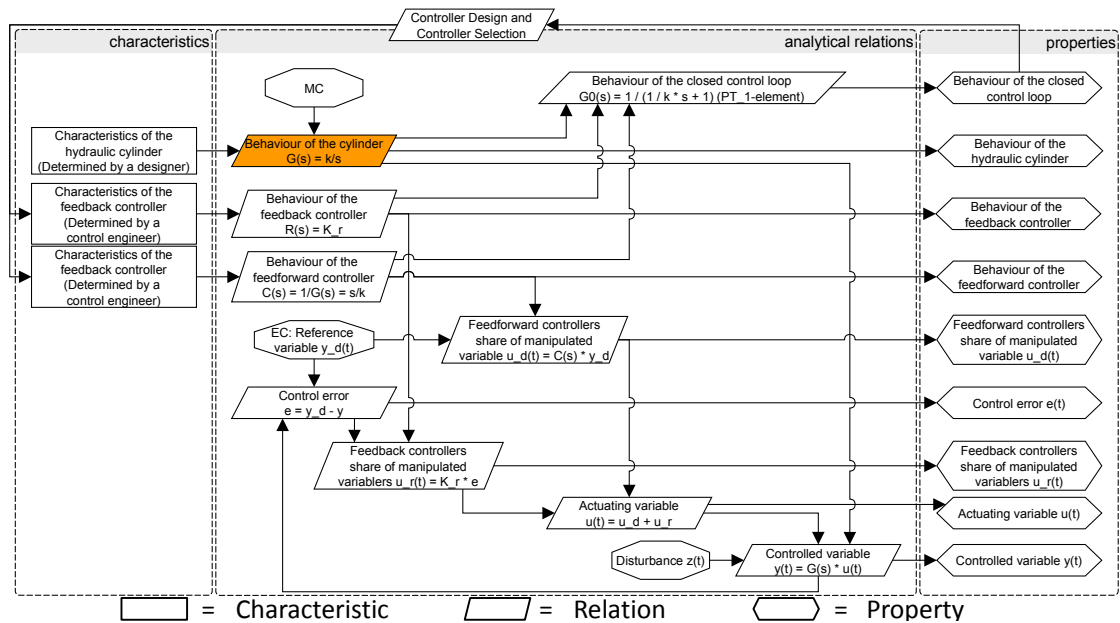 Controller Design and
Controller Selection
characteristics
analytical relations
properties
MC
Behaviour of the closed control loop
G0(s) = 1 / (1 / k * s + 1) (PT_1-element)
Behaviour of the closed
control loop
Characteristics of the
hydraulic cylinder
(Determined by a designer)
Behaviour of the cylinder
G(s) = k/s
Behaviour of the
hydraulic cylinder
Characteristics of the
feedback controller
(Determined by a
control engineer)
Behaviour of the
feedback controller
R(s) = K_r
Behaviour of the
feedback controller
Characteristics of the
feedback controller
(Determined by a
control engineer)
Behaviour of the
feedforward controller
C(s) = 1/G(s) = s/k
Behaviour of the
feedforward controller
EC: Reference
variable y_d(t)
Feedforward controllers
share of manipulated
variable u_d(t) = C(s) * y_d
Feedforward controllers
share of manipulated
variable u_d(t)
Control error
e = y_d - y
Control error e(t)
Feedback controllers
share of manipulated
variablers u_r(t) = K_r * e
Feedback controllers
share of manipulated
variablers u_r(t)
Actuating variable
u(t) = u_d + u_r
Actuating variable u(t)
Disturbance z(t)
Controlled variable
y(t) = G(s) * u(t)
Controlled variable y(t)
= Characteristic
= Relation
= Property